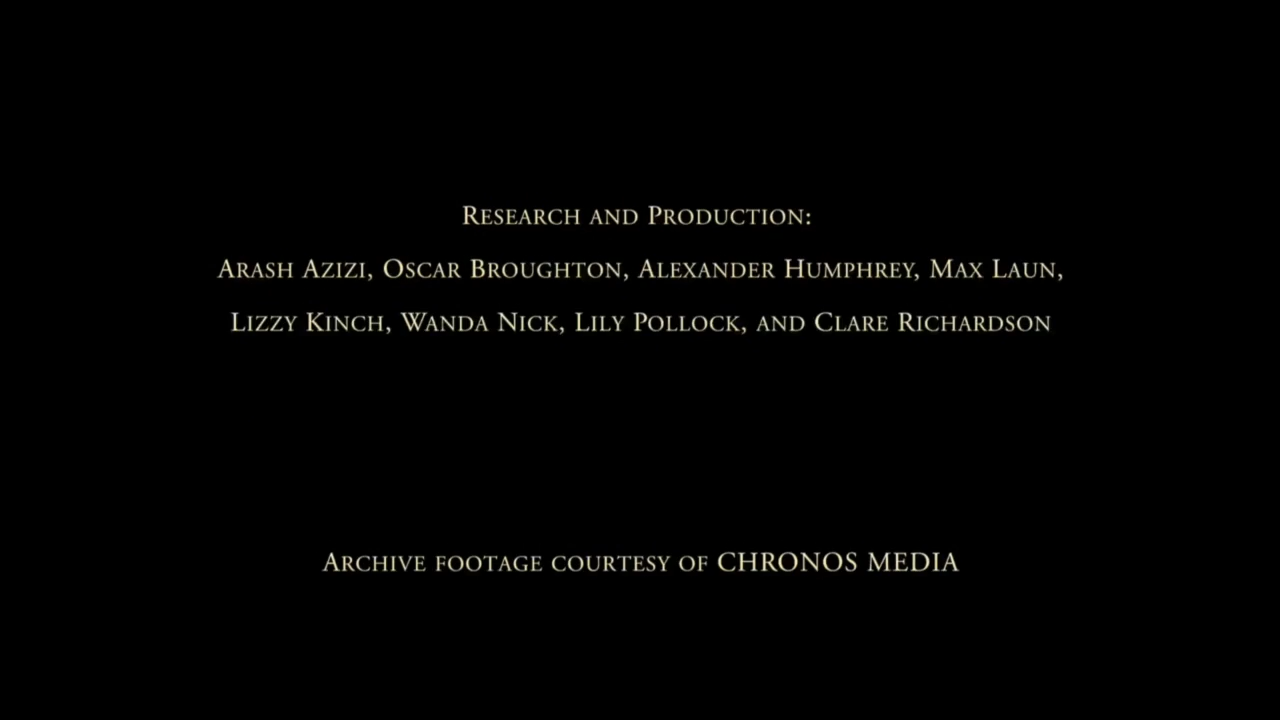 Research and Production:
Arash Azizi, Oscar Broughton, Alexander Humphrey, Max Laun,
Lizzy Kinch, Wanda Nick, Lily Pollock, and Clare Richardson
Archive footage courtesy of CHRONOS MEDIA